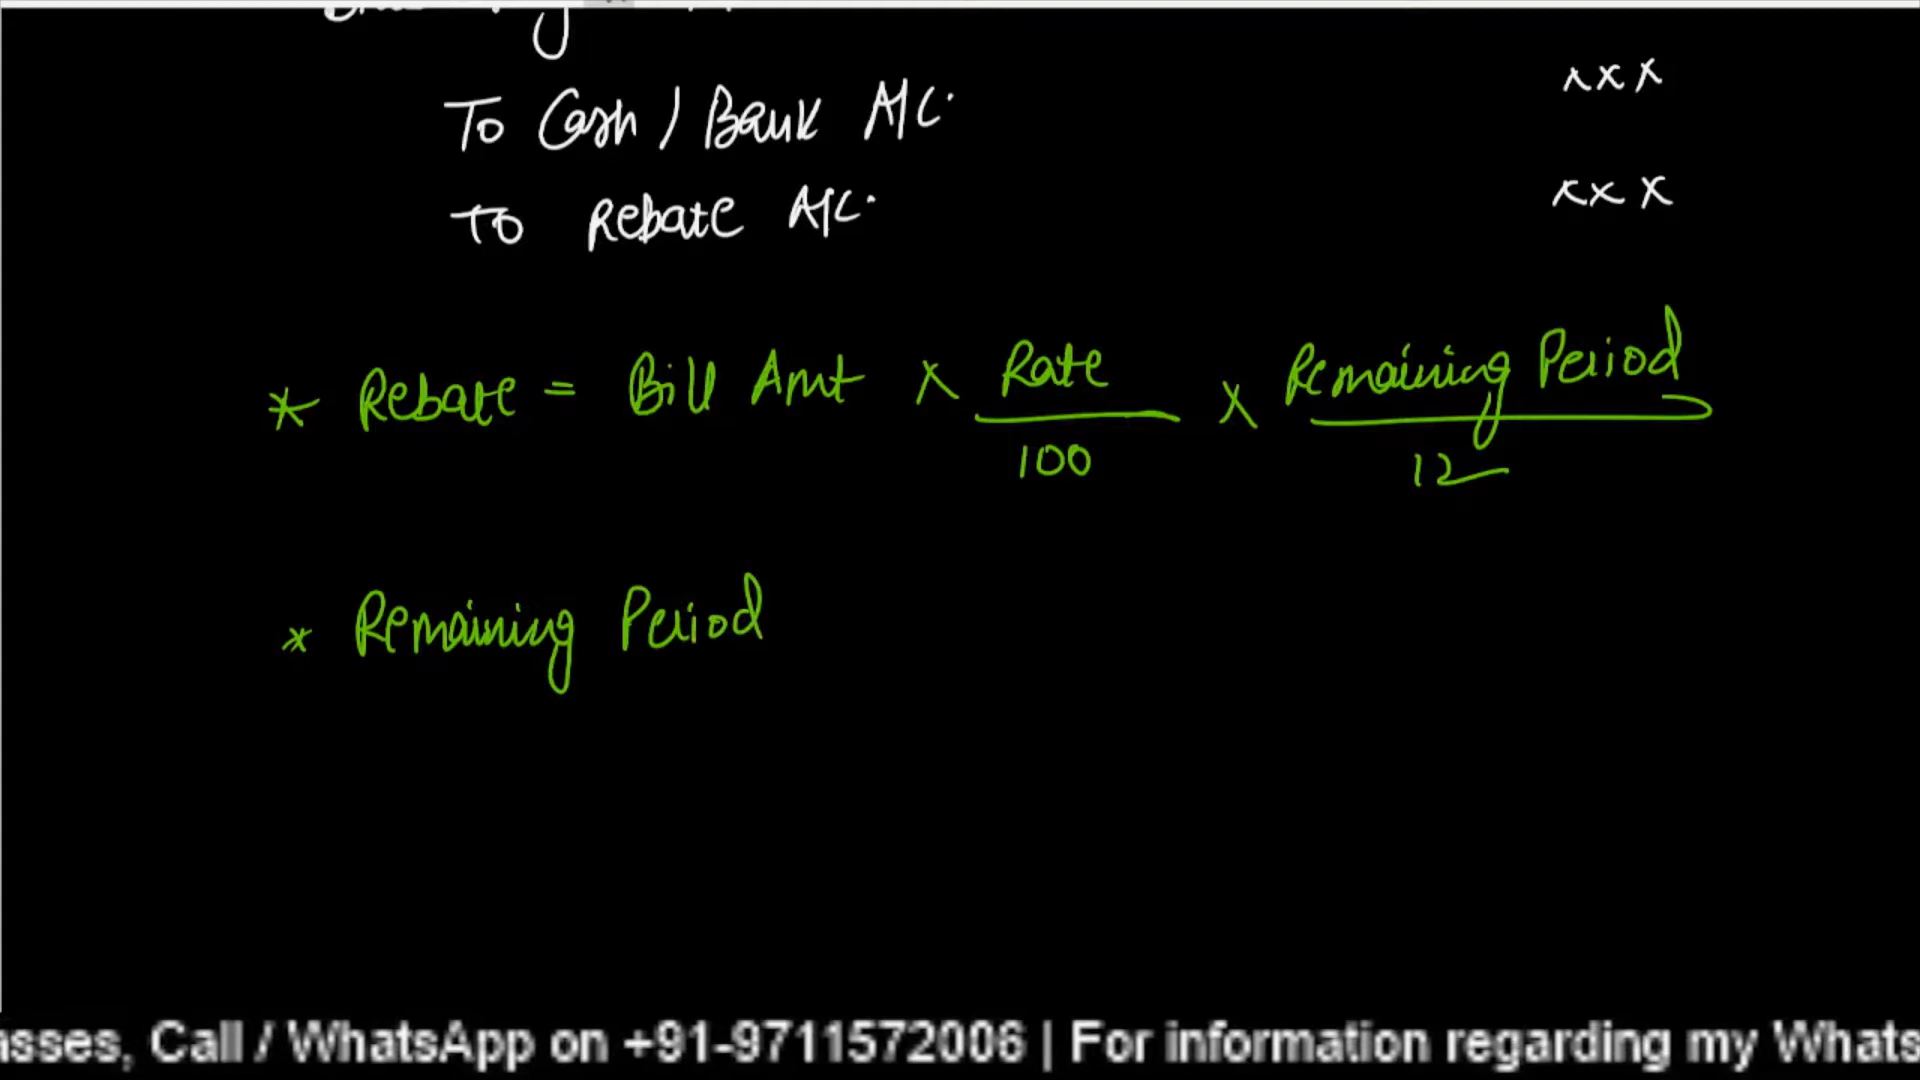 To Cash / Bank A/c. xxx
To Rebate A/c. xxx
* Rebate = Bill Amt x Rate / 100 x Remaining Period / 12
* Remaining Period
asses, Call / WhatsApp on +91-9711572006 | For information regarding my Whats